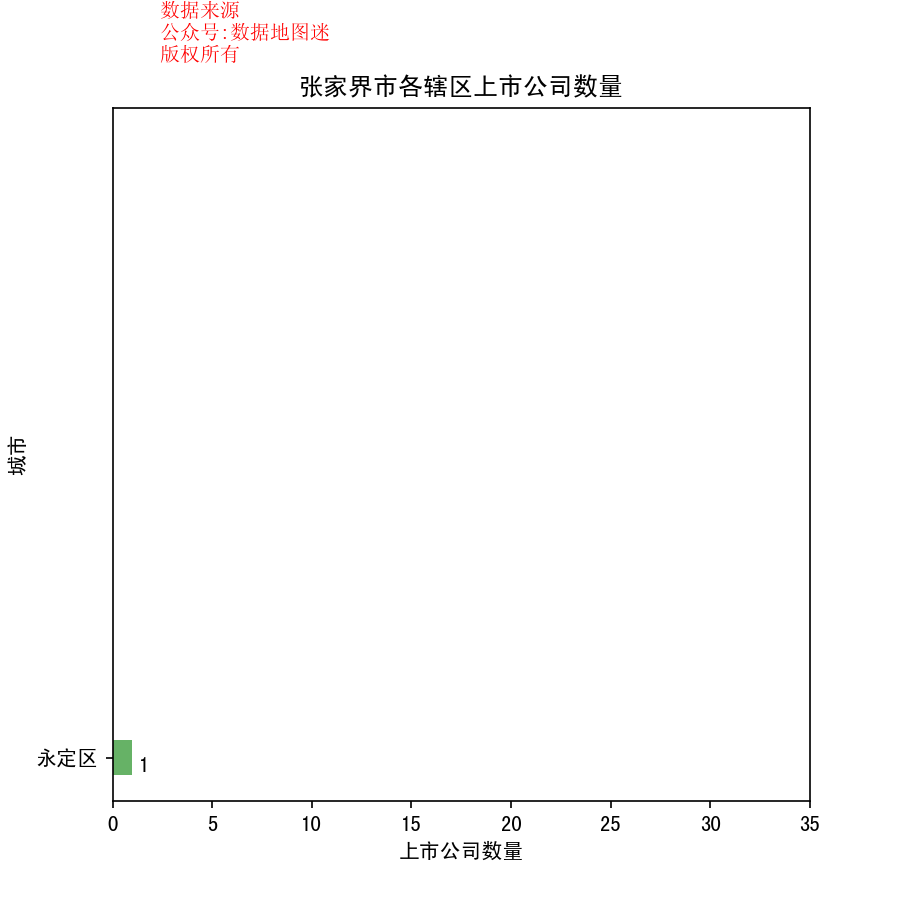 数据来源
公众号:数据地图迷
版权所有
张家界市各辖区上市公司数量
城市
永定区
1
0 5 10 15 20 25 30 35
上市公司数量